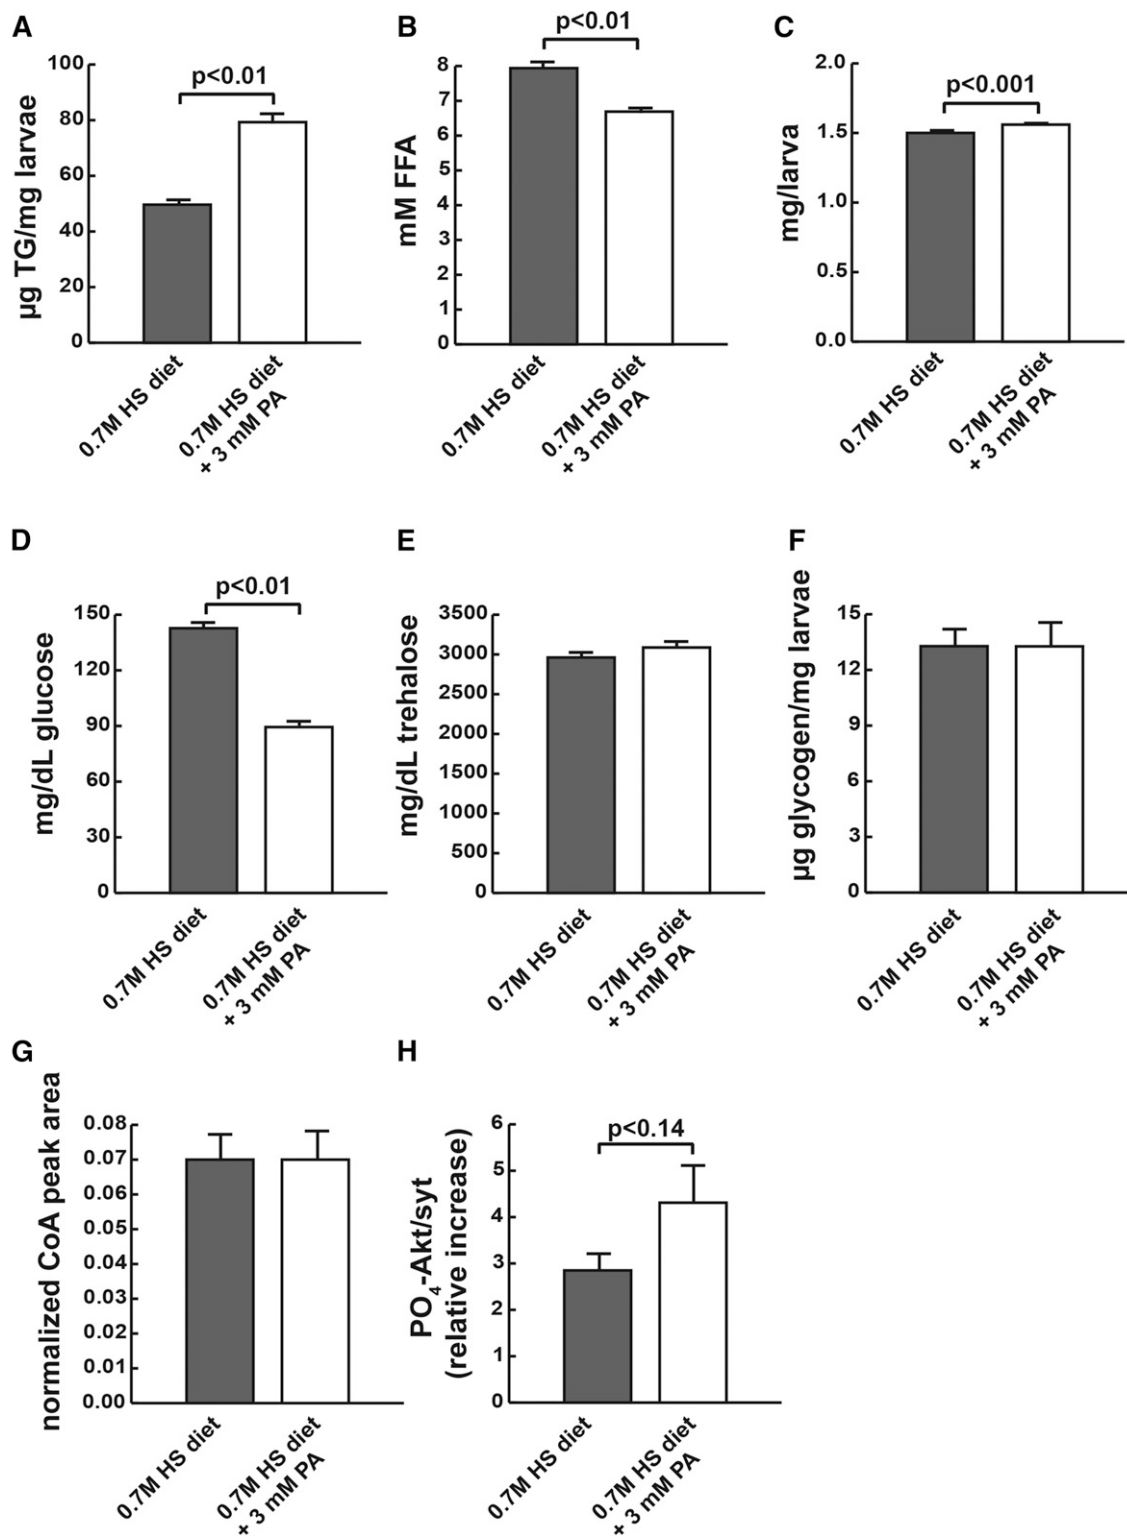 A
p<0.01
100
80
60
40
20
0
µg TG/mg larvae
0.7M HS diet
0.7M HS diet
+ 3 mM PA
B
p<0.01
8
7
6
5
4
3
2
1
0
mM FFA
0.7M HS diet
0.7M HS diet
+ 3 mM PA
C
p<0.001
2.0
1.5
1.0
0.5
0.0
mg/larva
0.7M HS diet
0.7M HS diet
+ 3 mM PA
D
p<0.01
150
120
90
60
30
0
mg/dL glucose
0.7M HS diet
0.7M HS diet
+ 3 mM PA
E
3500
3000
2500
2000
1500
1000
500
0
mg/dL trehalose
0.7M HS diet
0.7M HS diet
+ 3 mM PA
F
15
12
9
6
3
0
µg glycogen/mg larvae
0.7M HS diet
0.7M HS diet
+ 3 mM PA
G
0.08
0.07
0.06
0.05
0.04
0.03
0.02
0.01
0.00
normalized CoA peak area
0.7M HS diet
0.7M HS diet
+ 3 mM PA
H
p<0.14
6
5
4
3
2
1
0
PO₄-Akt/syt
(relative increase)
0.7M HS diet
0.7M HS diet
+ 3 mM PA